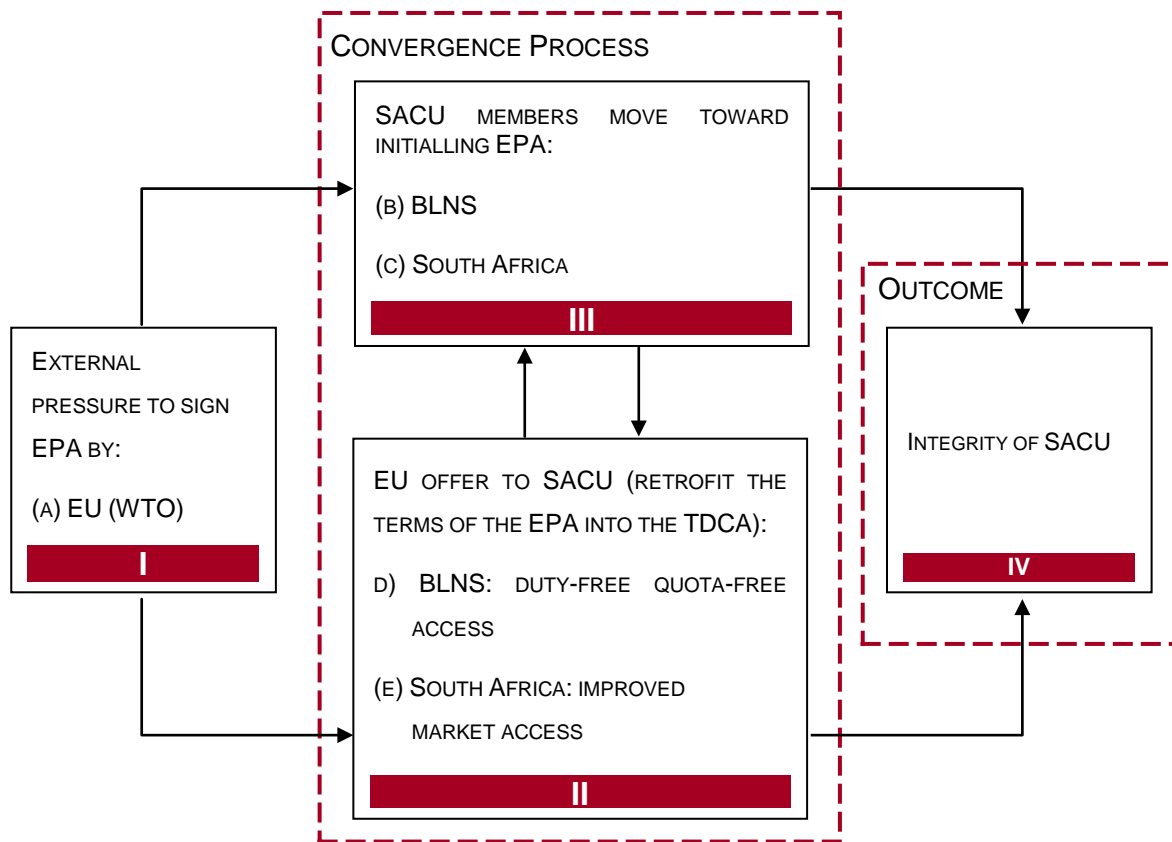 CONVERGENCE PROCESS
SACU MEMBERS MOVE TOWARD
INITIALLING EPA:
(B) BLNS
(C) SOUTH AFRICA
III
EXTERNAL
PRESSURE TO SIGN
EPA BY:
(A) EU (WTO)
I
EU OFFER TO SACU (RETROFIT THE
TERMS OF THE EPA INTO THE TDCA):
D) BLNS: DUTY-FREE QUOTA-FREE
ACCESS
(E) SOUTH AFRICA: IMPROVED
MARKET ACCESS
II
OUTCOME
INTEGRITY OF SACU
IV